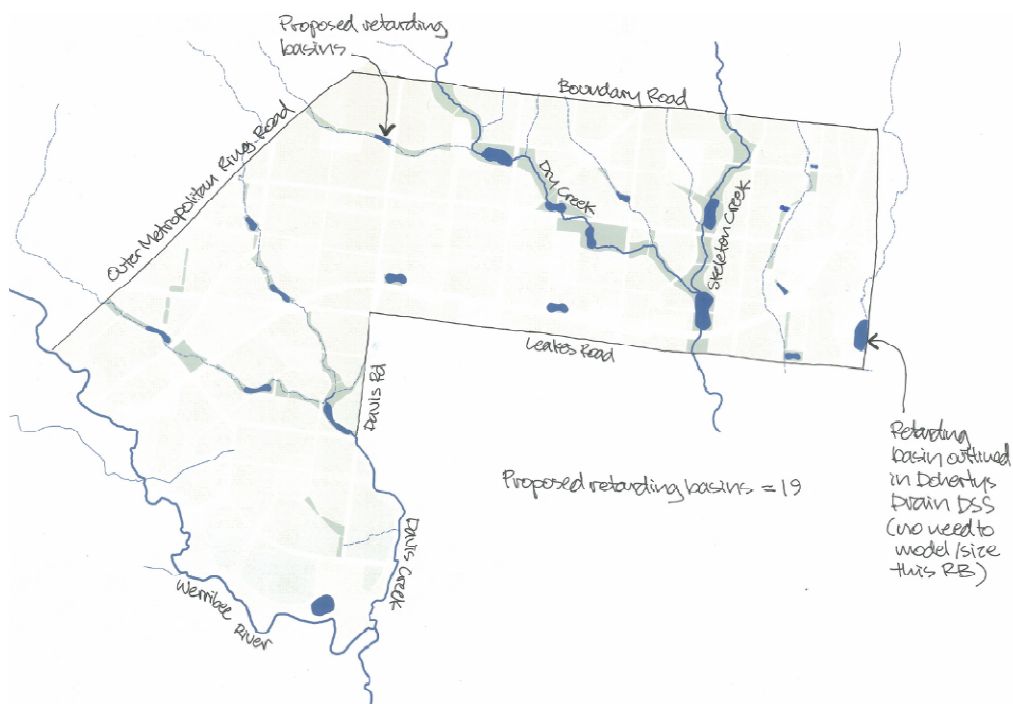 Proposed retarding
basins
Boundary Road
Outer Metropolitan Ring Road
Dry Creek
Skeleton Creek
Leakes Road
Davis Rd
Proposed retarding basins = 19
Retarding
basin outlined
in Dohertys
Drain DSS
(no need to
model/size
this RB)
Davis Creek
Werribee
River